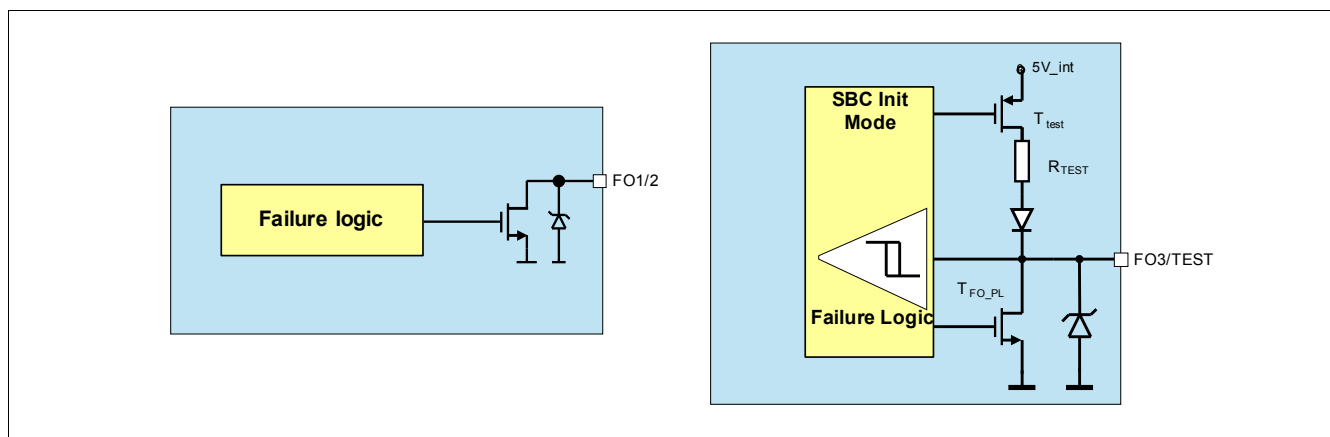 Failure logic
FO1/2
SBC Init
Mode
Failure Logic
5V_int
Ttest
RTEST
TFO_PL
FO3/TEST